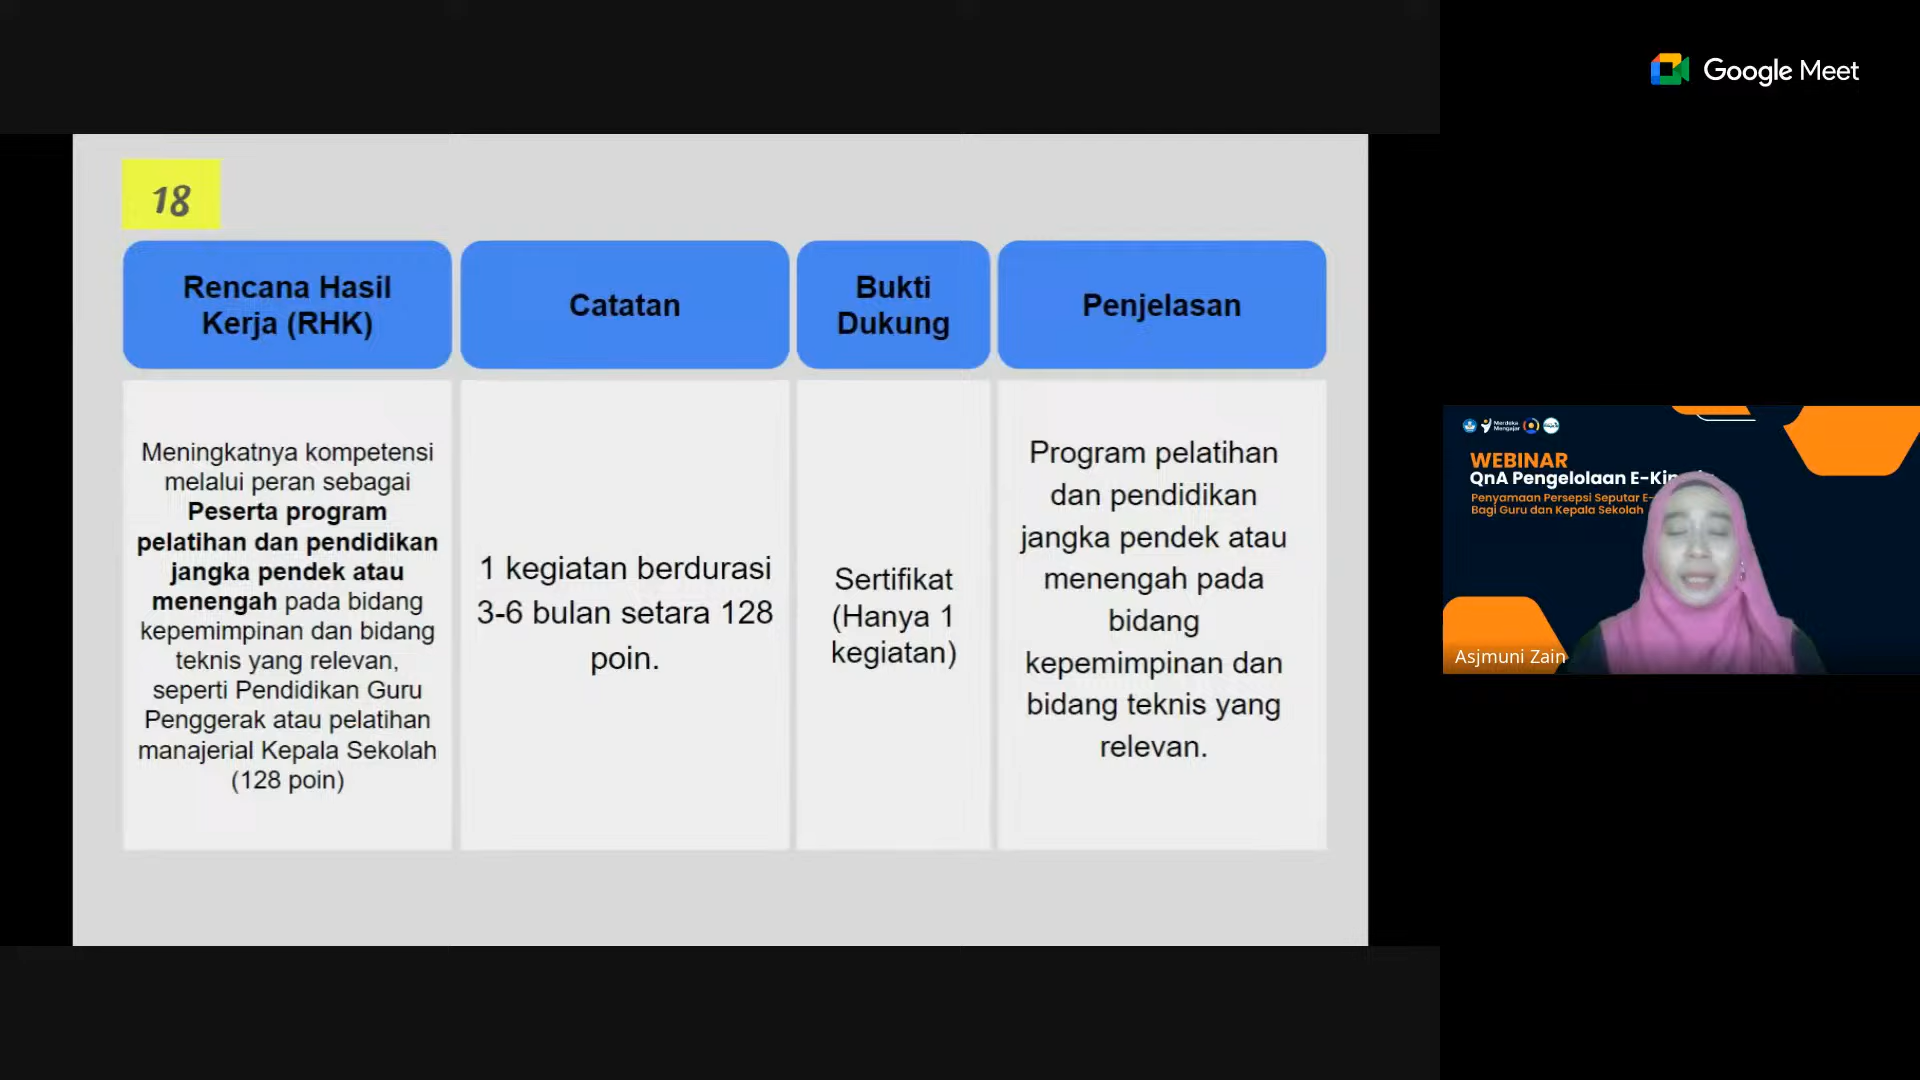 Google Meet
18
Rencana Hasil
Kerja (RHK)
Catatan
Bukti
Dukung
Penjelasan
Meningkatnya kompetensi
melalui peran sebagai
Peserta program
pelatihan dan pendidikan
jangka pendek atau
menengah pada bidang
kepemimpinan dan bidang
teknis yang relevan,
seperti Pendidikan Guru
Penggerak atau pelatihan
manajerial Kepala Sekolah
(128 poin)
1 kegiatan berdurasi
3-6 bulan setara 128
poin.
Sertifikat
(Hanya 1
kegiatan)
Program pelatihan
dan pendidikan
jangka pendek atau
menengah pada
bidang
kepemimpinan dan
bidang teknis yang
relevan.
Merdeka
Mengajar
WEBINAR
QnA Pengelolaan
Penyamaan Persepsi Seputar
Bagi Guru dan Kepala Sekolah
Asjmuni Zain